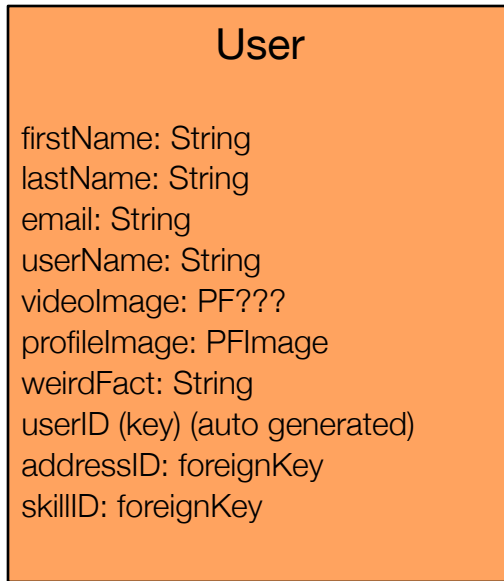 User
firstName: String
lastName: String
email: String
userName: String
videoImage: PF???
profileImage: PFImage
weirdFact: String
userID (key) (auto generated)
addressID: foreignKey
skillID: foreignKey